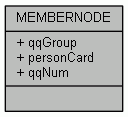 MEMBERNODE
+ qqGroup
+ personCard
+ qqNum